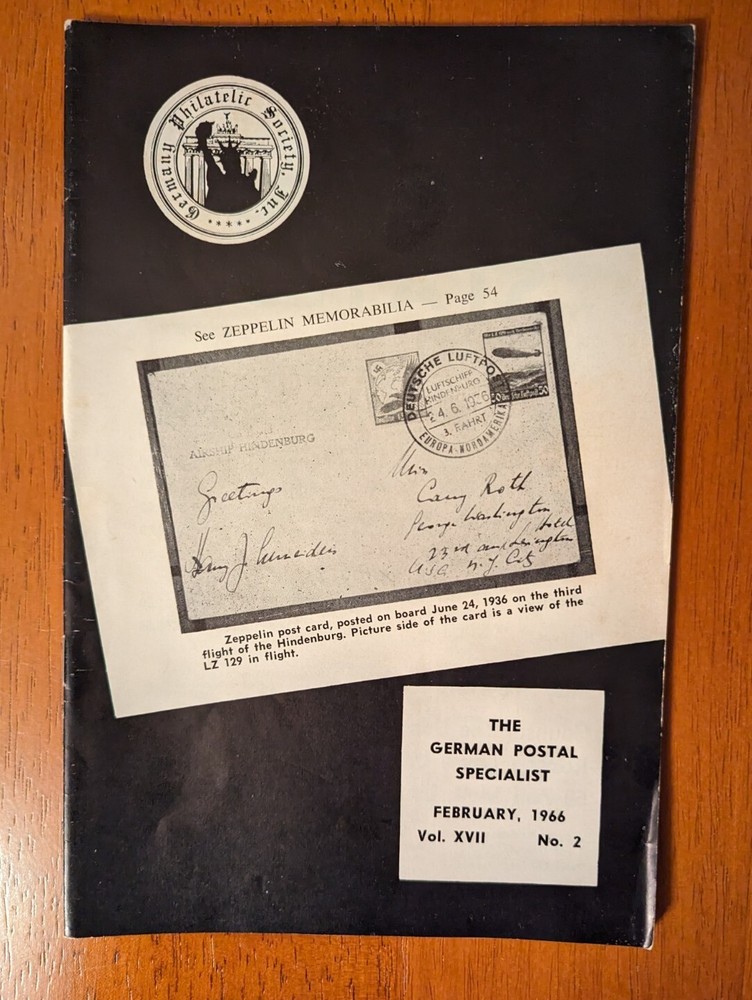 Germany Philatelic Society, Inc.
See ZEPPELIN MEMORABILIA — Page 54
DEUTSCHE LUFTPOST
LUFTSCHIFF
HINDENBURG
24.6.1936
3. FAHRT
EUROPA-NORDAMERIKA
AIRSHIP HINDENBURG
Greetings
Miss
Roth
George Washington Hotel
23rd and Lexington
USA N.Y. City
Zeppelin post card, posted on board June 24, 1936 on the third
flight of the Hindenburg. Picture side of the card is a view of the
LZ 129 in flight.
THE
GERMAN POSTAL
SPECIALIST
FEBRUARY, 1966
Vol. XVII No. 2